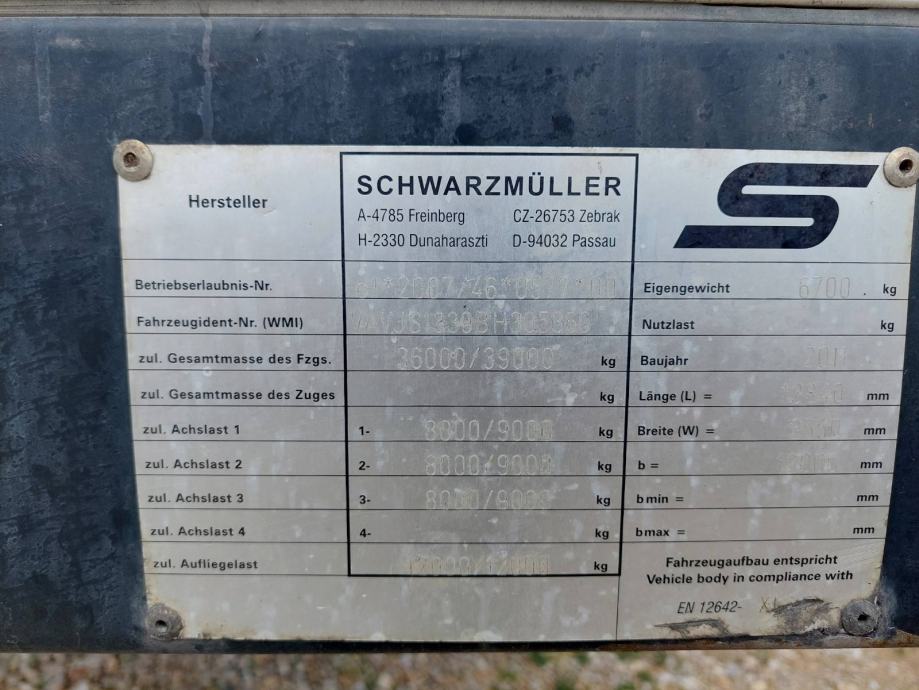 Hersteller
SCHWARZMÜLLER
A-4785 Freinberg CZ-26753 Zebrak
H-2330 Dunaharaszti D-94032 Passau
Betriebserlaubnis-Nr.
Eigengewicht 6700 kg
Fahrzeugident-Nr. (WMI)
Nutzlast kg
zul. Gesamtmasse des Fzgs. 36000/39000 kg
Baujahr 2011
zul. Gesamtmasse des Zuges kg
Länge (L) = mm
zul. Achslast 1 1- 8000/9000 kg
Breite (W) = mm
zul. Achslast 2 2- 8000/9000 kg
b = mm
zul. Achslast 3 3- 8000/9000 kg
b min = mm
zul. Achslast 4 4- kg
bmax = mm
zul. Aufliegelast kg
Fahrzeugaufbau entspricht
Vehicle body in compliance with
EN 12642-